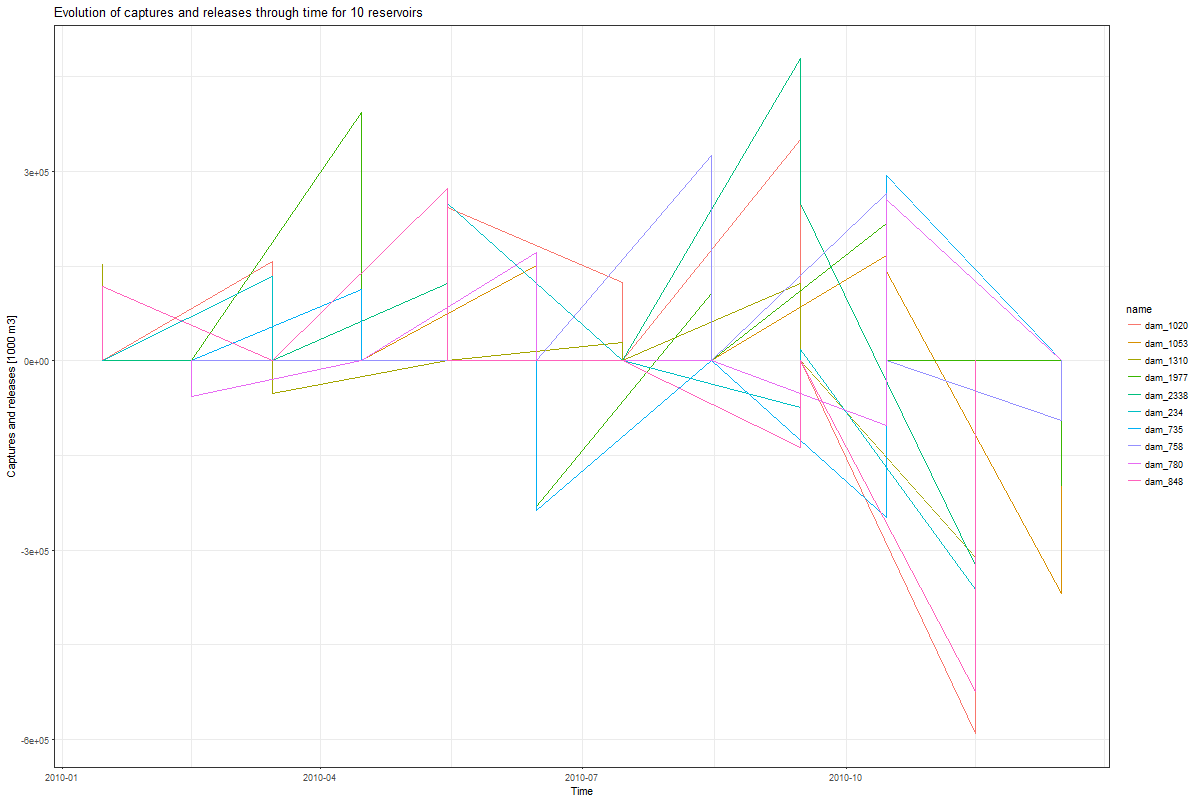 Evolution of captures and releases through time for 10 reservoirs
Captures and releases [1000 m3]
3e+05
0e+00
-3e+05
-6e+05
2010-01
2010-04
2010-07
2010-10
Time
name
dam_1020
dam_1053
dam_1310
dam_1977
dam_2338
dam_234
dam_735
dam_758
dam_780
dam_848